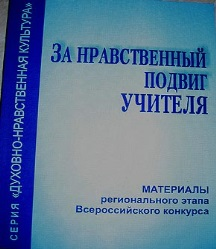 СЕРИЯ «ДУХОВНО-НРАВСТВЕННАЯ КУЛЬТУРА»
ЗА НРАВСТВЕННЫЙ
ПОДВИГ
УЧИТЕЛЯ
МАТЕРИАЛЫ
регионального этапа
Всероссийского конкурса